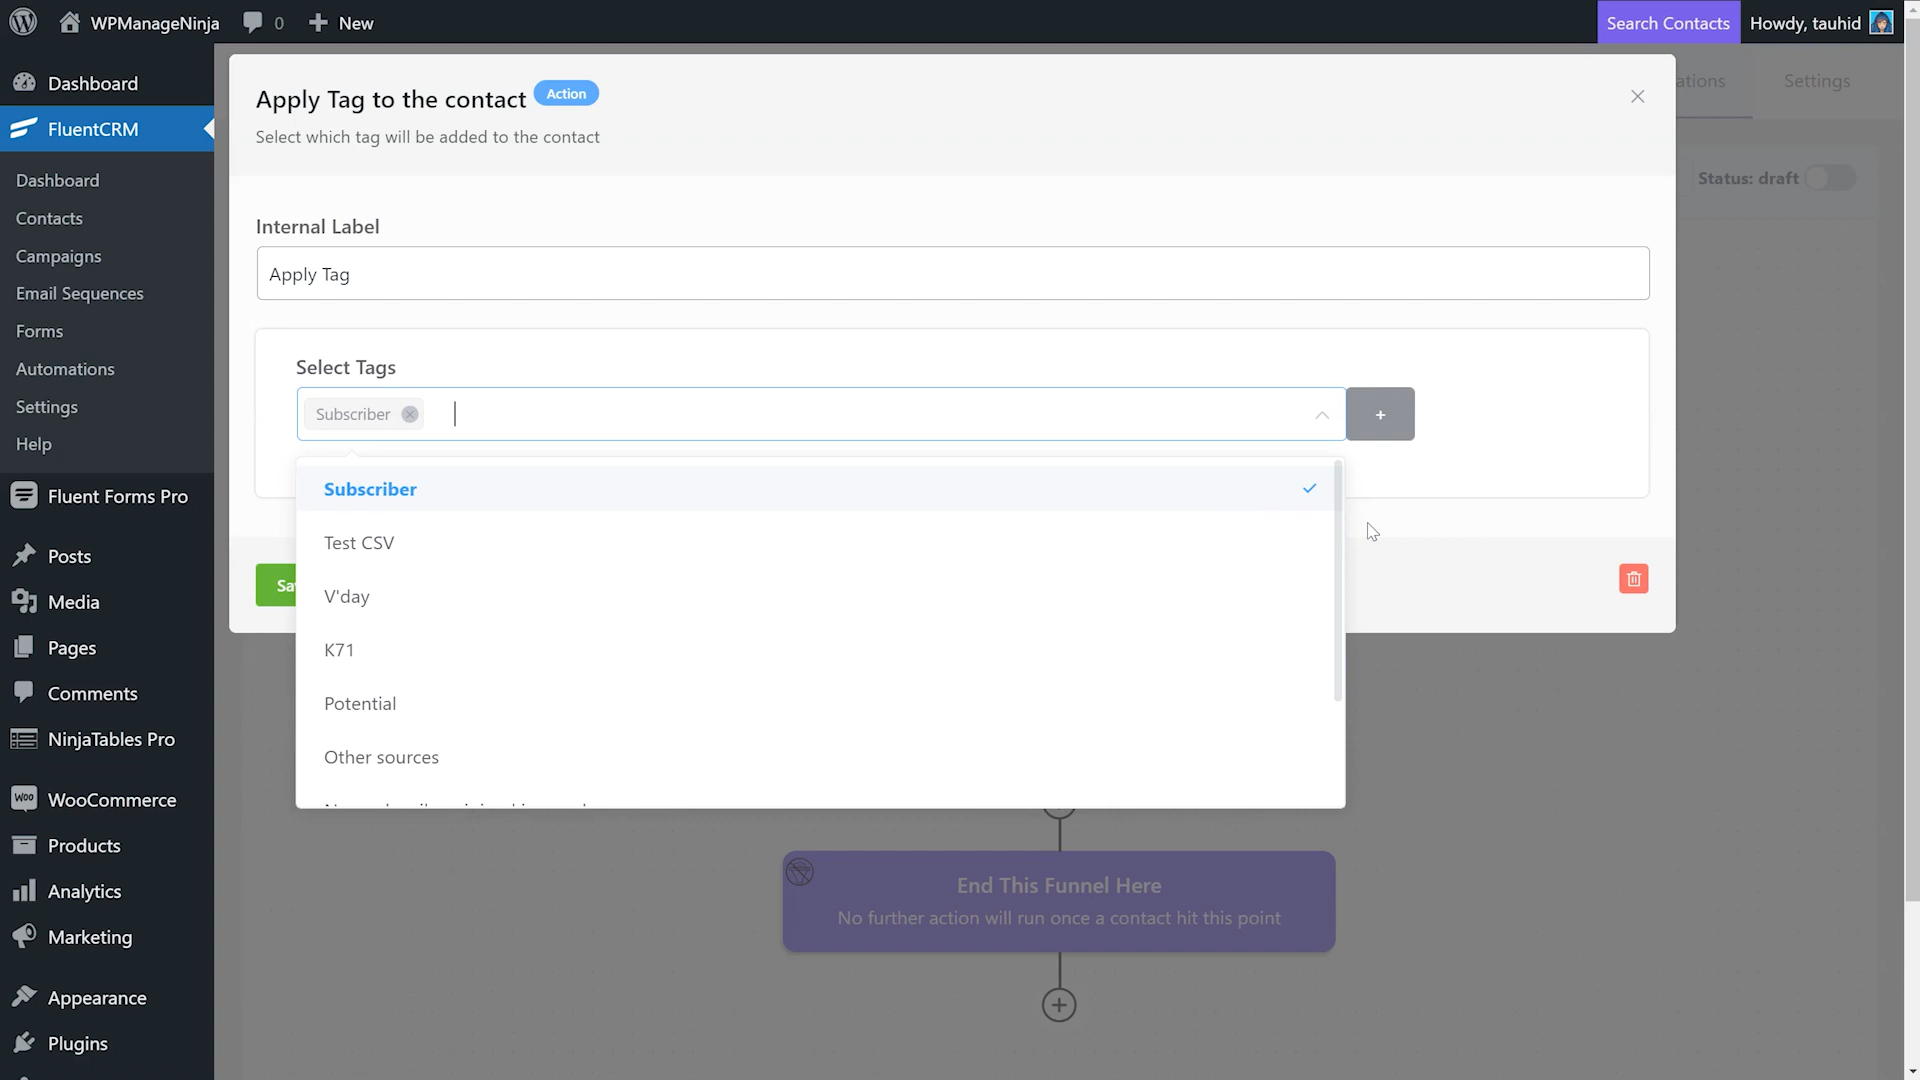 WPManageNinja
0
New
Search Contacts
Howdy, tauhid
Dashboard
FluentCRM
Dashboard
Contacts
Campaigns
Email Sequences
Forms
Automations
Settings
Help
Fluent Forms Pro
Posts
Media
Pages
Comments
NinjaTables Pro
WooCommerce
Products
Analytics
Marketing
Appearance
Plugins
ations
Settings
Status: draft
Apply Tag to the contact
Action
Select which tag will be added to the contact
Internal Label
Apply Tag
Select Tags
Subscriber
+
Subscriber
Test CSV
V'day
K71
Potential
Other sources
Sa
End This Funnel Here
No further action will run once a contact hit this point